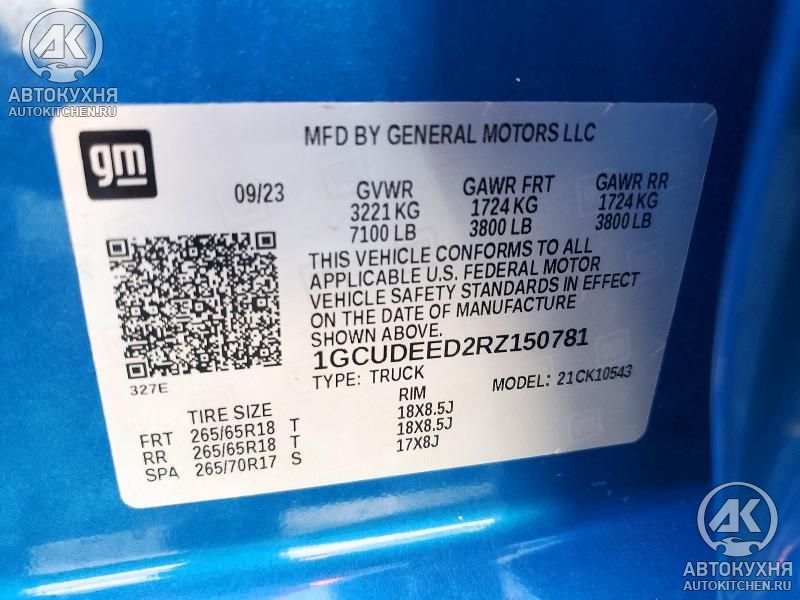 AK
АВТОКУХНЯ
AUTOKITCHEN.RU
gm
MFD BY GENERAL MOTORS LLC
09/23 GVWR GAWR FRT GAWR RR
3221 KG 1724 KG 1724 KG
7100 LB 3800 LB 3800 LB
THIS VEHICLE CONFORMS TO ALL
APPLICABLE U.S. FEDERAL MOTOR
VEHICLE SAFETY STANDARDS IN EFFECT
ON THE DATE OF MANUFACTURE
SHOWN ABOVE.
1GCUDEED2RZ150781
327E
TYPE: TRUCK MODEL: 21CK10543
TIRE SIZE RIM
FRT 265/65R18 T 18X8.5J
RR 265/65R18 T 18X8.5J
SPA 265/70R17 S 17X8J
AK
АВТОКУХНЯ
AUTOKITCHEN.RU